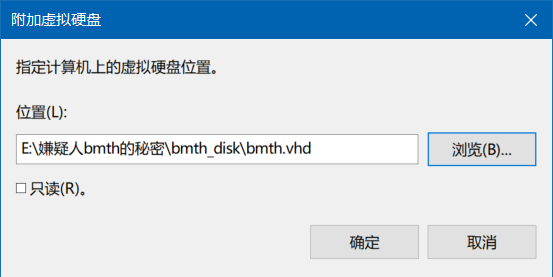 附加虚拟硬盘
指定计算机上的虚拟硬盘位置。
位置(L):
E:\嫌疑人bmth的秘密\bmth_disk\bmth.vhd
浏览(B)...
只读(R)。
确定
取消